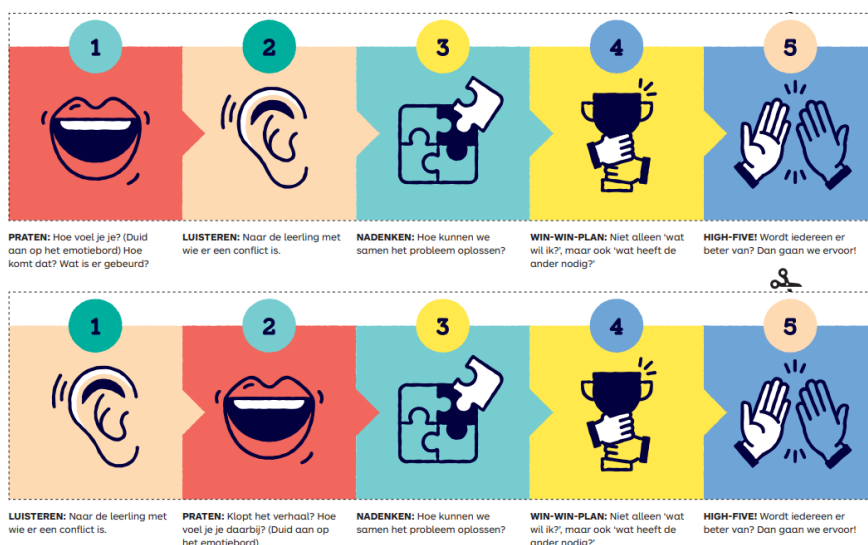 1
2
3
4
5
PRATEN: Hoe voel je je? (Duid
aan op het emotiebord) Hoe
komt dat? Wat is er gebeurd?
LUISTEREN: Naar de leerling met
wie er een conflict is.
NADENKEN: Hoe kunnen we
samen het probleem oplossen?
WIN-WIN-PLAN: Niet alleen ‘wat
wil ik?’, maar ook ‘wat heeft de
ander nodig?’
HIGH-FIVE! Wordt iedereen er
beter van? Dan gaan we ervoor!
1
2
3
4
5
LUISTEREN: Naar de leerling met
wie er een conflict is.
PRATEN: Klopt het verhaal? Hoe
voel je je daarbij? (Duid aan op
het emotiebord)
NADENKEN: Hoe kunnen we
samen het probleem oplossen?
WIN-WIN-PLAN: Niet alleen ‘wat
wil ik?’, maar ook ‘wat heeft de
ander nodig?’
HIGH-FIVE! Wordt iedereen er
beter van? Dan gaan we ervoor!